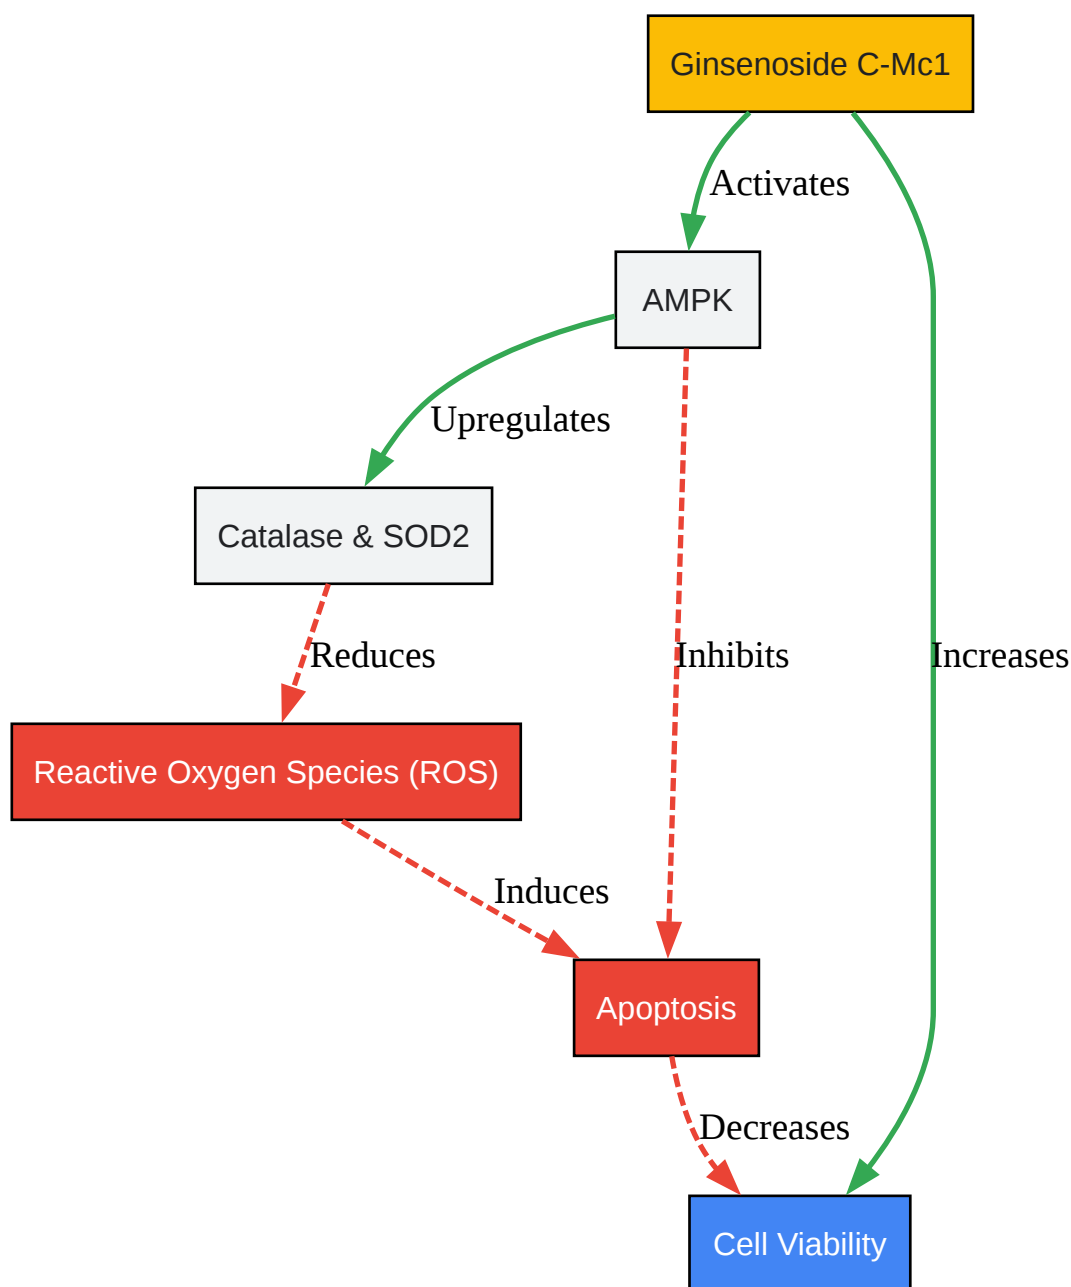 Ginsenoside C-Mc1
Activates
AMPK
Upregulates
Catalase & SOD2
Reduces
Inhibits
Increases
Reactive Oxygen Species (ROS)
Induces
Apoptosis
Decreases
Cell Viability